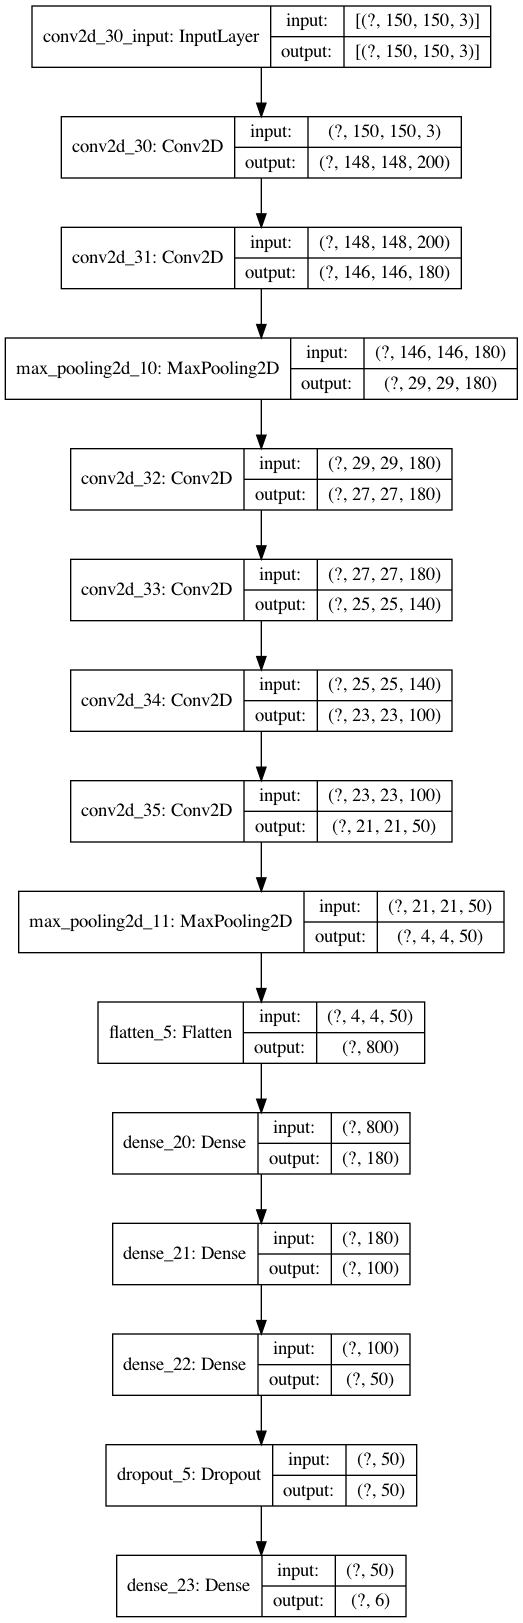 conv2d_30_input: InputLayer
input:
[(?, 150, 150, 3)]
output:
[(?, 150, 150, 3)]
conv2d_30: Conv2D
input:
(?, 150, 150, 3)
output:
(?, 148, 148, 200)
conv2d_31: Conv2D
input:
(?, 148, 148, 200)
output:
(?, 146, 146, 180)
max_pooling2d_10: MaxPooling2D
input:
(?, 146, 146, 180)
output:
(?, 29, 29, 180)
conv2d_32: Conv2D
input:
(?, 29, 29, 180)
output:
(?, 27, 27, 180)
conv2d_33: Conv2D
input:
(?, 27, 27, 180)
output:
(?, 25, 25, 140)
conv2d_34: Conv2D
input:
(?, 25, 25, 140)
output:
(?, 23, 23, 100)
conv2d_35: Conv2D
input:
(?, 23, 23, 100)
output:
(?, 21, 21, 50)
max_pooling2d_11: MaxPooling2D
input:
(?, 21, 21, 50)
output:
(?, 4, 4, 50)
flatten_5: Flatten
input:
(?, 4, 4, 50)
output:
(?, 800)
dense_20: Dense
input:
(?, 800)
output:
(?, 180)
dense_21: Dense
input:
(?, 180)
output:
(?, 100)
dense_22: Dense
input:
(?, 100)
output:
(?, 50)
dropout_5: Dropout
input:
(?, 50)
output:
(?, 50)
dense_23: Dense
input:
(?, 50)
output:
(?, 6)